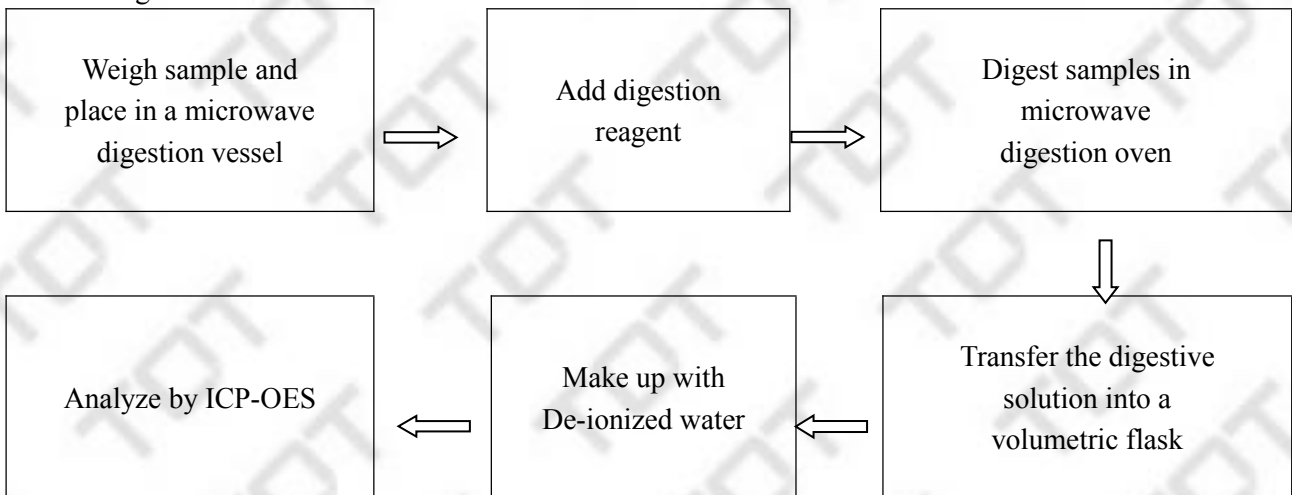 Weigh sample and
place in a microwave
digestion vessel
Add digestion
reagent
Digest samples in
microwave
digestion oven
Transfer the digestive
solution into a
volumetric flask
Make up with
De-ionized water
Analyze by ICP-OES
TOT